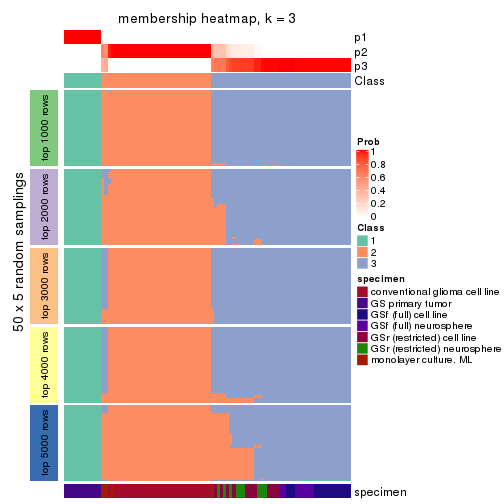 membership heatmap, k = 3
p1
p2
p3
Class
50 x 5 random samplings
top 1000 rows
top 2000 rows
top 3000 rows
top 4000 rows
top 5000 rows
specimen
Prob
1
0.8
0.6
0.4
0.2
0
Class
1
2
3
specimen
conventional glioma cell line
GS primary tumor
GSf (full) cell line
GSf (full) neurosphere
GSr (restricted) cell line
GSr (restricted) neurosphere
monolayer culture. ML